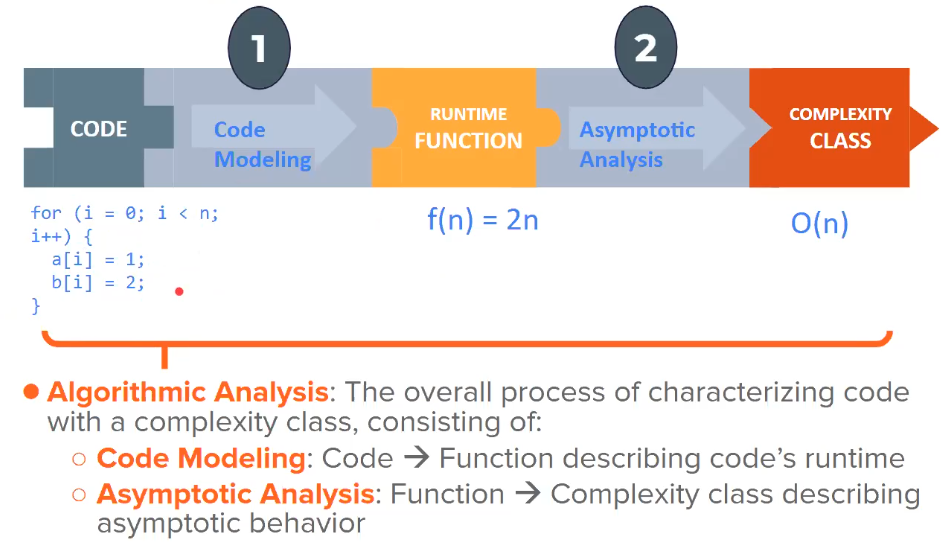 1
2
CODE
Code
Modeling
RUNTIME
FUNCTION
Asymptotic
Analysis
COMPLEXITY
CLASS
for (i = 0; i < n;
i++) {
  a[i] = 1;
  b[i] = 2;
}
f(n) = 2n
O(n)
● Algorithmic Analysis: The overall process of characterizing code
with a complexity class, consisting of:
○ Code Modeling: Code → Function describing code's runtime
○ Asymptotic Analysis: Function → Complexity class describing
asymptotic behavior